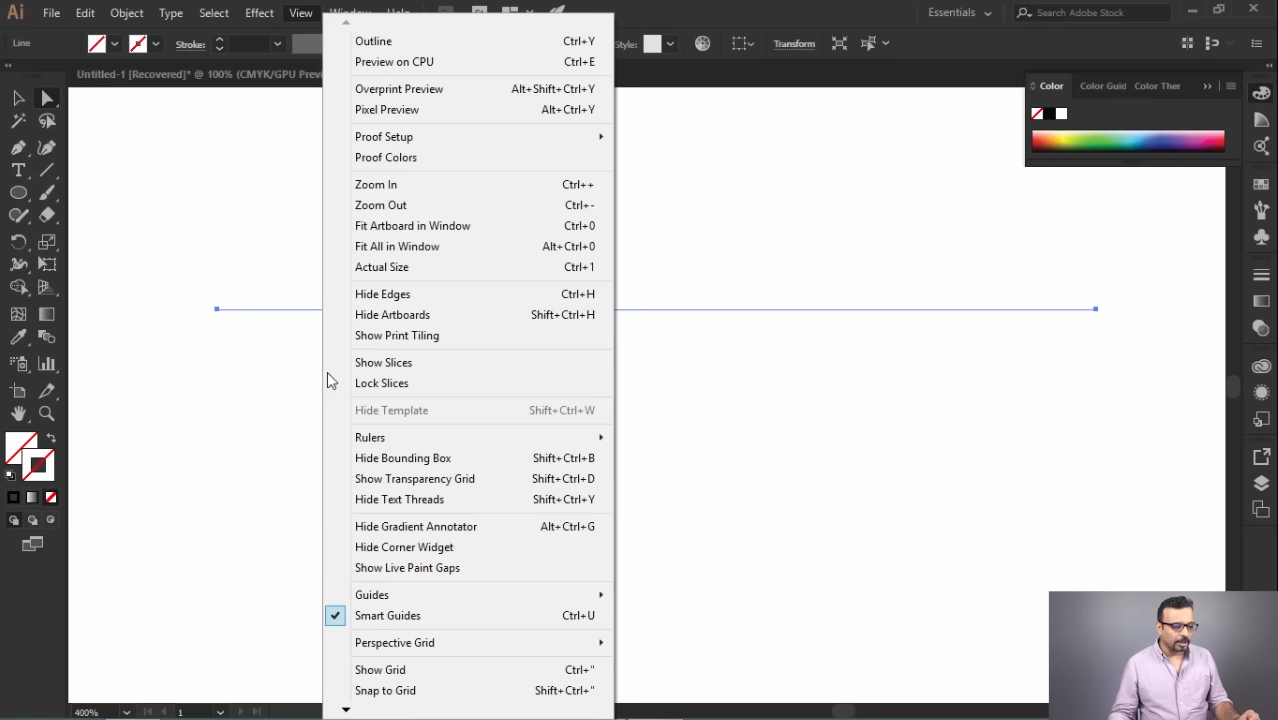 Ai File Edit Object Type Select Effect View Window Help
Essentials
Search Adobe Stock
Line
Stroke:
Style:
Transform
Untitled-1 [Recovered]* @ 100% (CMYK/GPU Previ
Color Color Guid Color Ther
Outline Ctrl+Y
Preview on CPU Ctrl+E
Overprint Preview Alt+Shift+Ctrl+Y
Pixel Preview Alt+Ctrl+Y
Proof Setup
Proof Colors
Zoom In Ctrl++
Zoom Out Ctrl+-
Fit Artboard in Window Ctrl+0
Fit All in Window Alt+Ctrl+0
Actual Size Ctrl+1
Hide Edges Ctrl+H
Hide Artboards Shift+Ctrl+H
Show Print Tiling
Show Slices
Lock Slices
Hide Template Shift+Ctrl+W
Rulers
Hide Bounding Box Shift+Ctrl+B
Show Transparency Grid Shift+Ctrl+D
Hide Text Threads Shift+Ctrl+Y
Hide Gradient Annotator Alt+Ctrl+G
Hide Corner Widget
Show Live Paint Gaps
Guides
Smart Guides Ctrl+U
Perspective Grid
Show Grid Ctrl+"
Snap to Grid Shift+Ctrl+"
400% 1